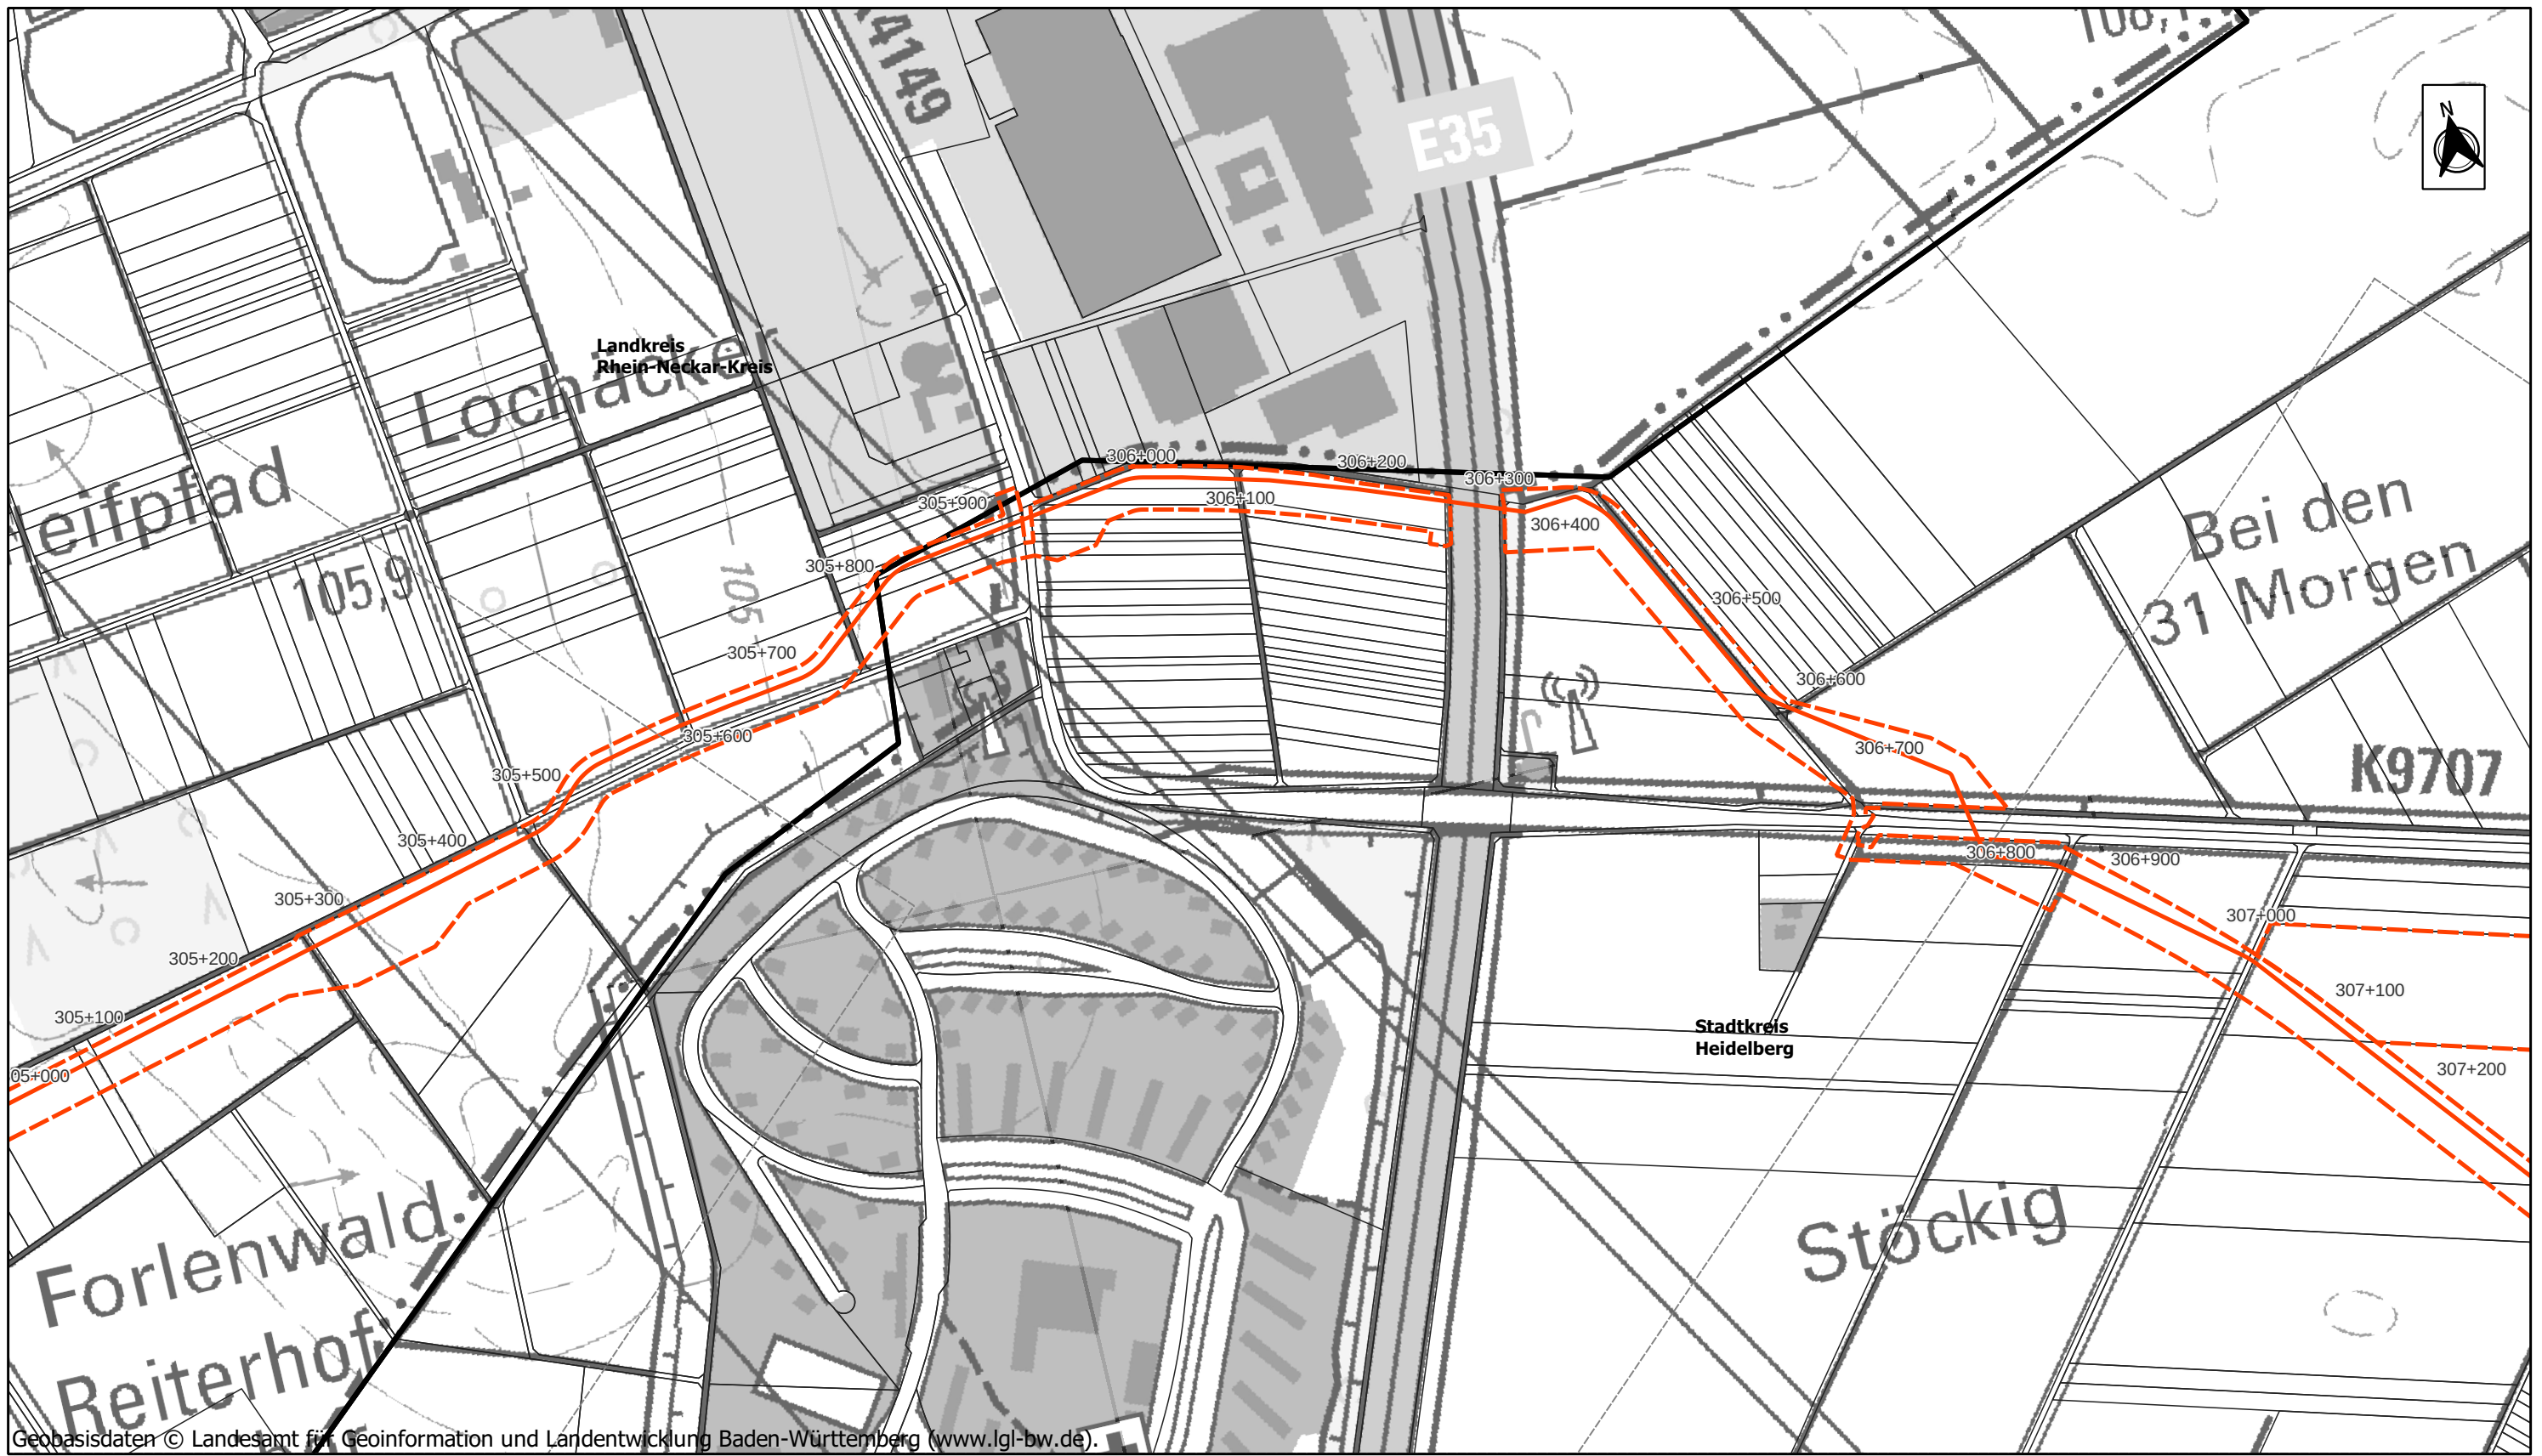 4149
E35
N
Landkreis
Rhein-Neckar-Kreis
Lochäcker
eifpfad
105,9
105
306+000
306+200
306+300
305+900
306+100
306+400
305+800
Bei den
31 Morgen
306+500
305+700
306+600
305+600
306+700
305+500
K9707
305+400
306+800
306+900
305+300
307+000
305+200
307+100
305+100
Stadtkreis
Heidelberg
05+000
307+200
Stöckig
Forlenwald
Reiterhof
Geobasisdaten © Landesamt für Geoinformation und Landentwicklung Baden-Württemberg (www.lgl-bw.de).